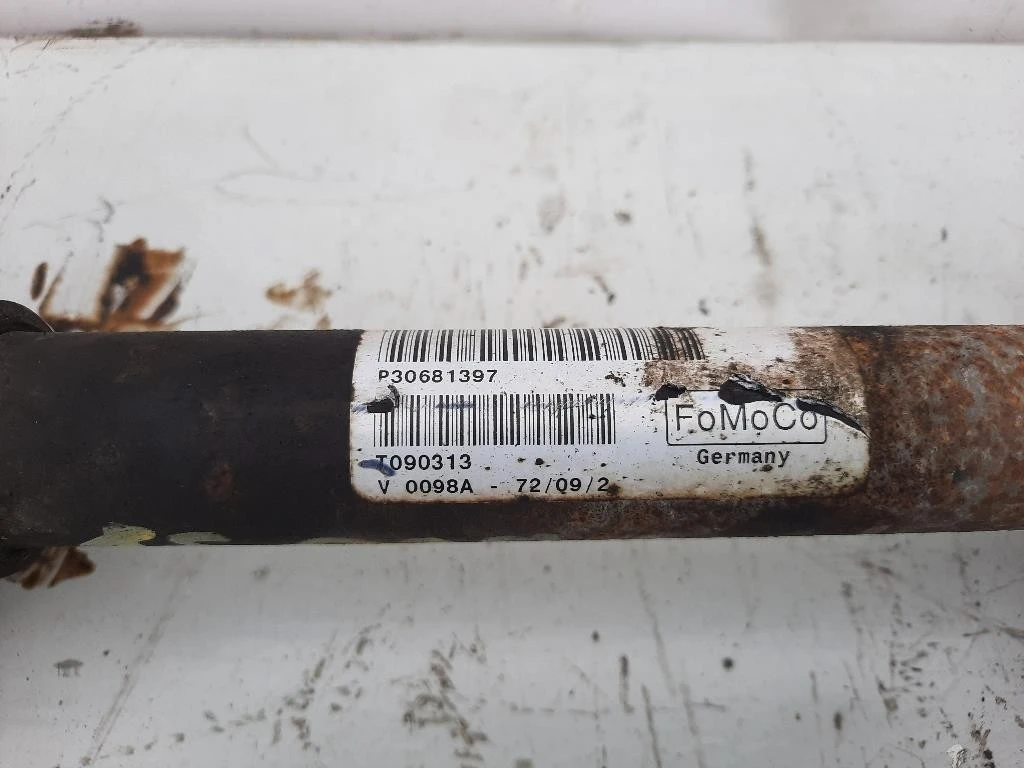 P30681397
FoMoCo
T090313
Germany
V 0098A - 72/09/2